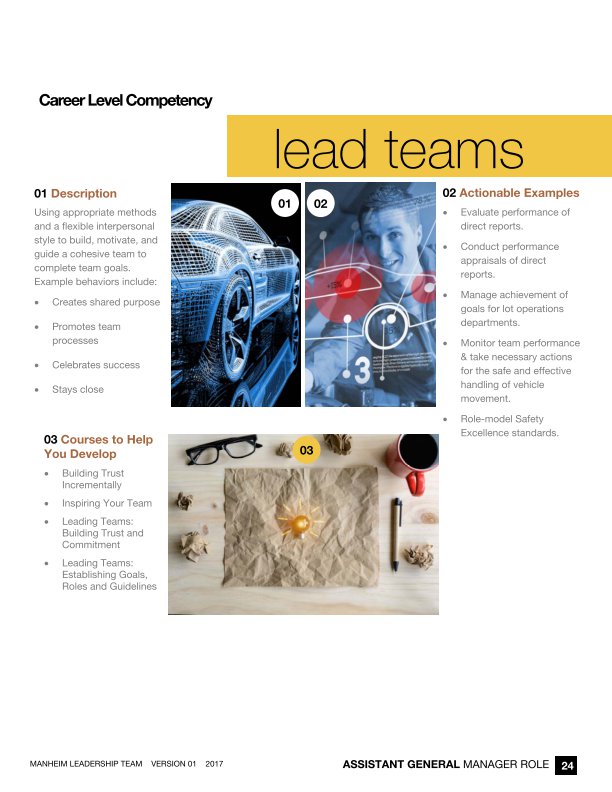 Career Level Competency
lead teams
01 Description
Using appropriate methods
and a flexible interpersonal
style to build, motivate, and
guide a cohesive team to
complete team goals.
Example behaviors include:
• Creates shared purpose
• Promotes team
processes
• Celebrates success
• Stays close
01
02
+15%
3
02 Actionable Examples
• Evaluate performance of
direct reports.
• Conduct performance
appraisals of direct
reports.
• Manage achievement of
goals for lot operations
departments.
• Monitor team performance
& take necessary actions
for the safe and effective
handling of vehicle
movement.
• Role-model Safety
Excellence standards.
03 Courses to Help
You Develop
• Building Trust
Incrementally
• Inspiring Your Team
• Leading Teams:
Building Trust and
Commitment
• Leading Teams:
Establishing Goals,
Roles and Guidelines
03
MANHEIM LEADERSHIP TEAM VERSION 01 2017
ASSISTANT GENERAL MANAGER ROLE 24